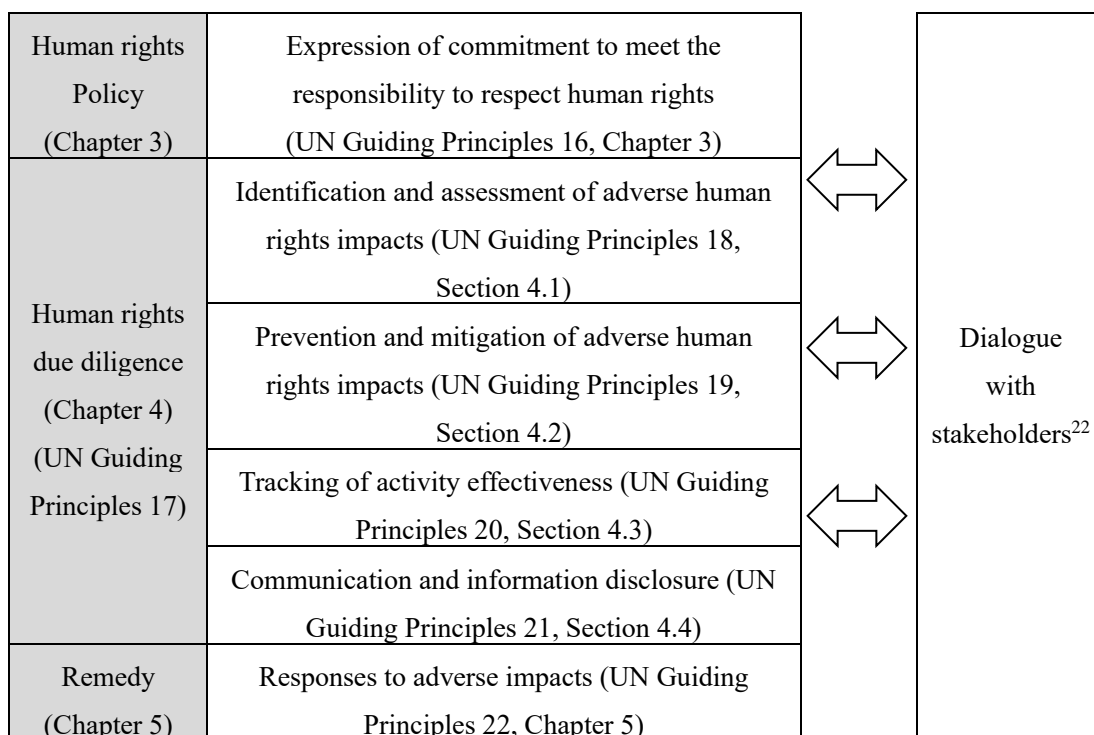 Human rights
Policy
(Chapter 3)
Expression of commitment to meet the
responsibility to respect human rights
(UN Guiding Principles 16, Chapter 3)
Human rights
due diligence
(Chapter 4)
(UN Guiding
Principles 17)
Identification and assessment of adverse human
rights impacts (UN Guiding Principles 18,
Section 4.1)
Prevention and mitigation of adverse human
rights impacts (UN Guiding Principles 19,
Section 4.2)
Tracking of activity effectiveness (UN Guiding
Principles 20, Section 4.3)
Communication and information disclosure (UN
Guiding Principles 21, Section 4.4)
Remedy
(Chapter 5)
Responses to adverse impacts (UN Guiding
Principles 22, Chapter 5)
Dialogue
with
stakeholders22